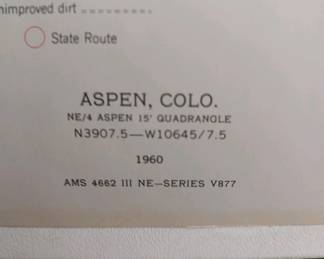 nimproved dirt
State Route
ASPEN, COLO.
NE/4 ASPEN 15' QUADRANGLE
N3907.5—W10645/7.5
1960
AMS 4662 III NE—SERIES V877